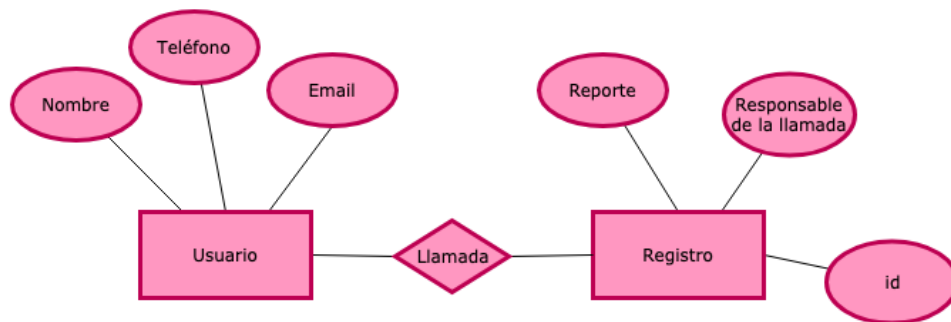 Teléfono
Nombre
Email
Reporte
Responsable
de la llamada
Usuario
Llamada
Registro
id